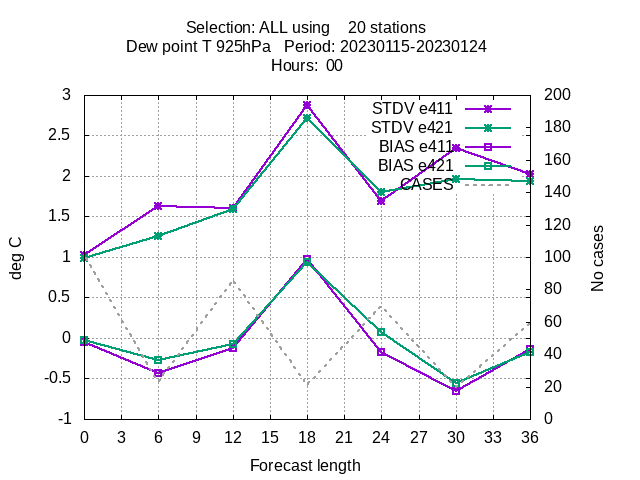 Selection: ALL using    20 stations
Dew point T 925hPa   Period: 20230115-20230124
Hours:  00
3
2.5
2
1.5
1
0.5
0
-0.5
-1
200
180
160
140
120
100
80
60
40
20
0
STDV e411
STDV e421
BIAS e411
BIAS e421
CASES
deg C
No cases
0 3 6 9 12 15 18 21 24 27 30 33 36
Forecast length